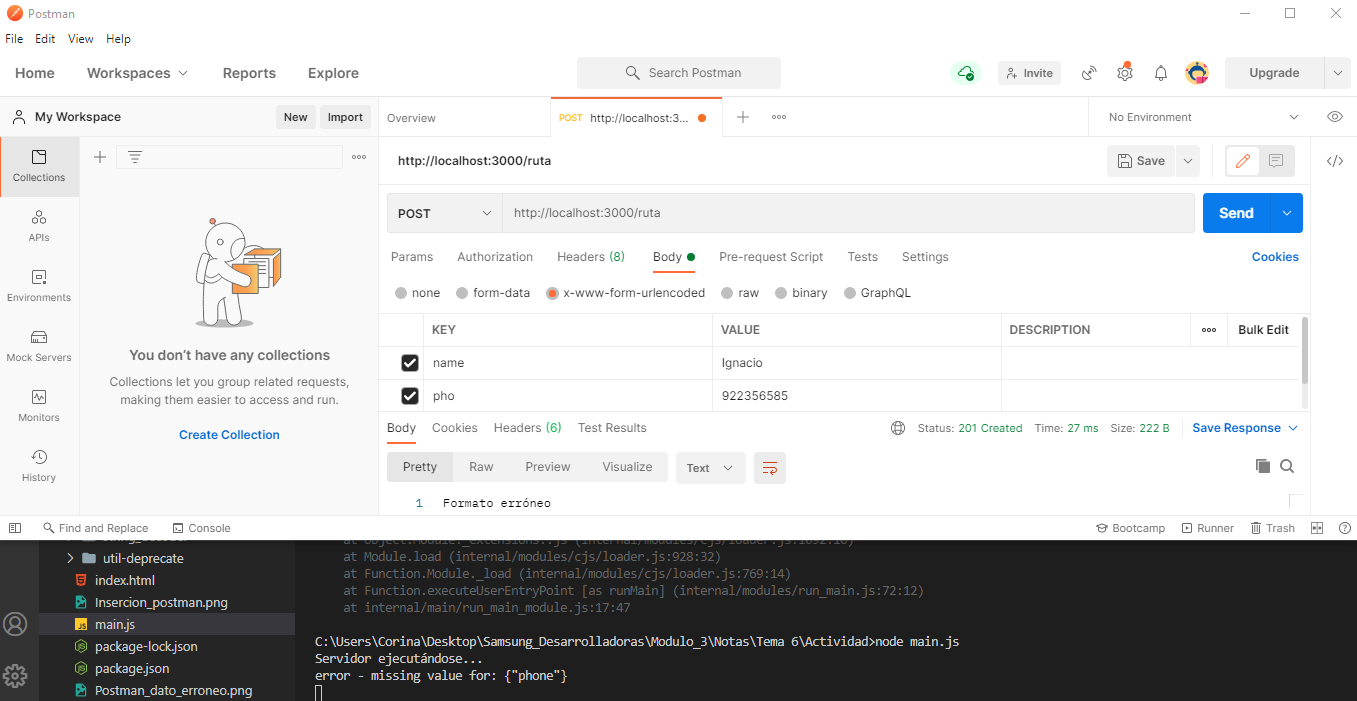 Postman
File Edit View Help
Home Workspaces Reports Explore Search Postman Invite Upgrade
My Workspace New Import Overview POST http://localhost:3... No Environment
Collections
APIs
Environments
Mock Servers
Monitors
History
You don't have any collections
Collections let you group related requests,
making them easier to access and run.
Create Collection
http://localhost:3000/ruta Save
POST http://localhost:3000/ruta Send
Params Authorization Headers (8) Body Pre-request Script Tests Settings Cookies
none form-data x-www-form-urlencoded raw binary GraphQL
KEY VALUE DESCRIPTION Bulk Edit
name Ignacio
pho 922356585
Body Cookies Headers (6) Test Results Status: 201 Created Time: 27 ms Size: 222 B Save Response
Pretty Raw Preview Visualize Text
1 Formato erróneo
Find and Replace Console Bootcamp Runner Trash
util-deprecate
index.html
Insercion_postman.png
main.js
package-lock.json
package.json
Postman_dato_erroneo.png
at Module.load (internal/modules/cjs/loader.js:928:32)
at Function.Module._load (internal/modules/cjs/loader.js:769:14)
at Function.executeUserEntryPoint [as runMain] (internal/modules/run_main.js:72:12)
at internal/main/run_main_module.js:17:47
C:\Users\Corina\Desktop\Samsung_Desarrolladoras\Modulo_3\Notas\Tema 6\Actividad>node main.js
Servidor ejecutándose...
error - missing value for: {"phone"}